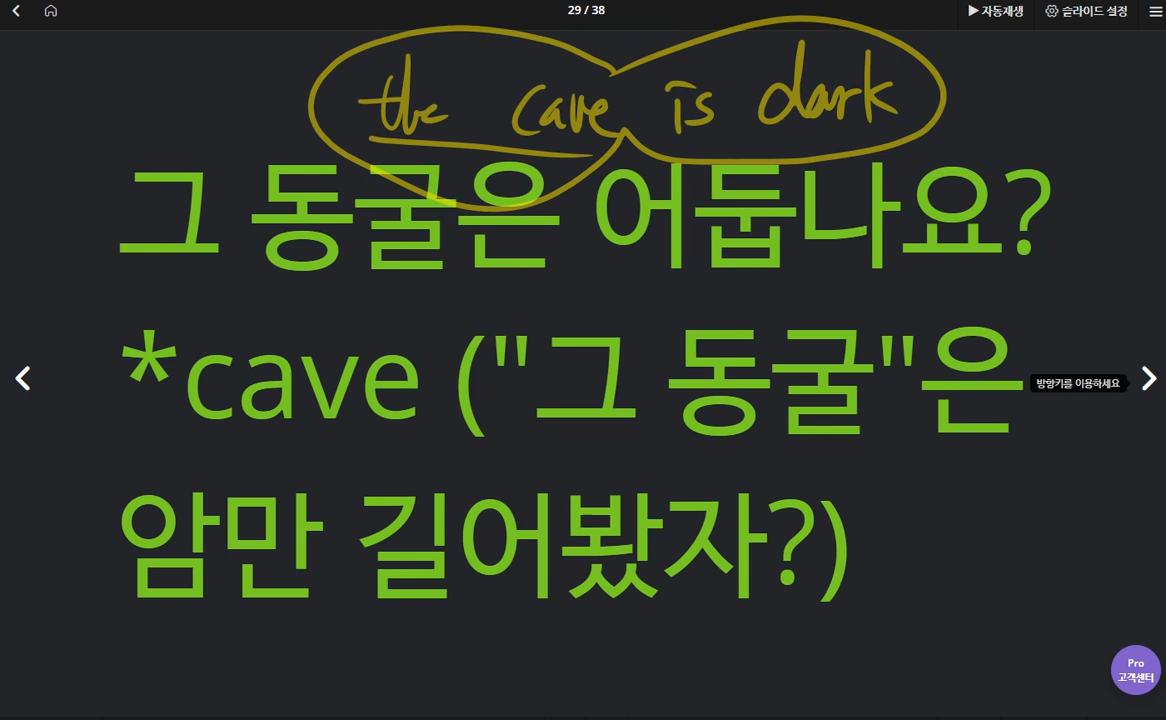 29 / 38
▶ 자동재생
슬라이드 설정
the cave is dark
그 동굴은 어둡나요?
*cave ("그 동굴"은
방향키를 이용하세요
암만 길어봤자?)
Pro
고객센터